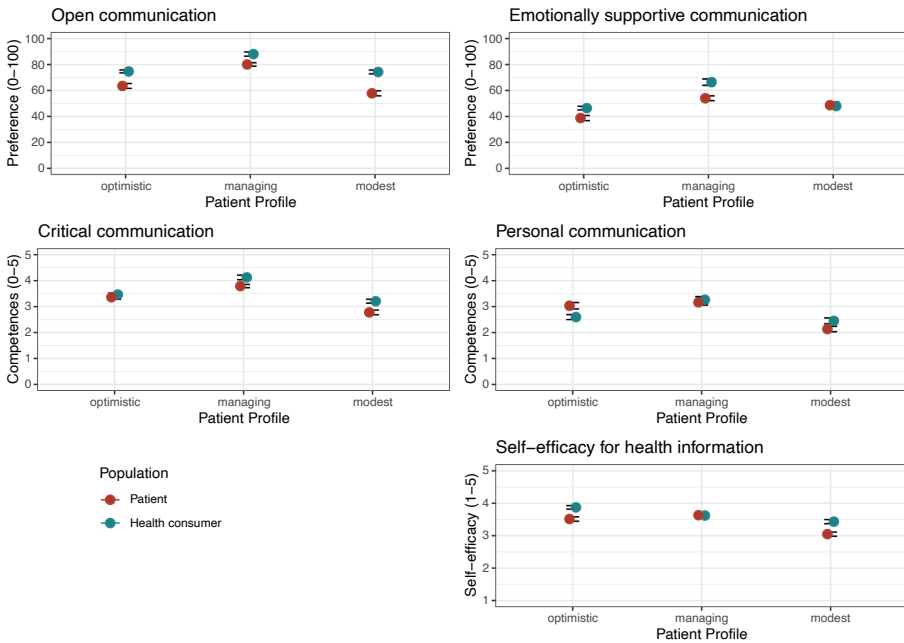 Open communication
Preference (0−100)
100
80
60
40
20
0
optimistic managing modest
Patient Profile
Emotionally supportive communication
Preference (0−100)
100
80
60
40
20
0
optimistic managing modest
Patient Profile
Critical communication
Competences (0−5)
5
4
3
2
1
0
optimistic managing modest
Patient Profile
Personal communication
Competences (0−5)
5
4
3
2
1
0
optimistic managing modest
Patient Profile
Population
Patient
Health consumer
Self−efficacy for health information
Self−efficacy (1−5)
5
4
3
2
1
optimistic managing modest
Patient Profile